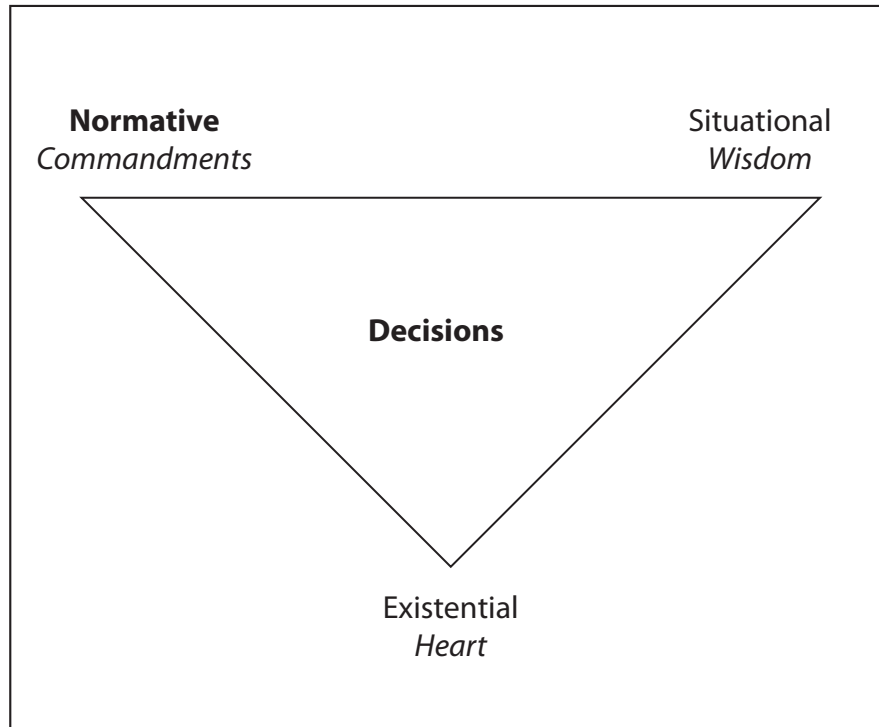 Normative
Commandments
Situational
Wisdom
Decisions
Existential
Heart